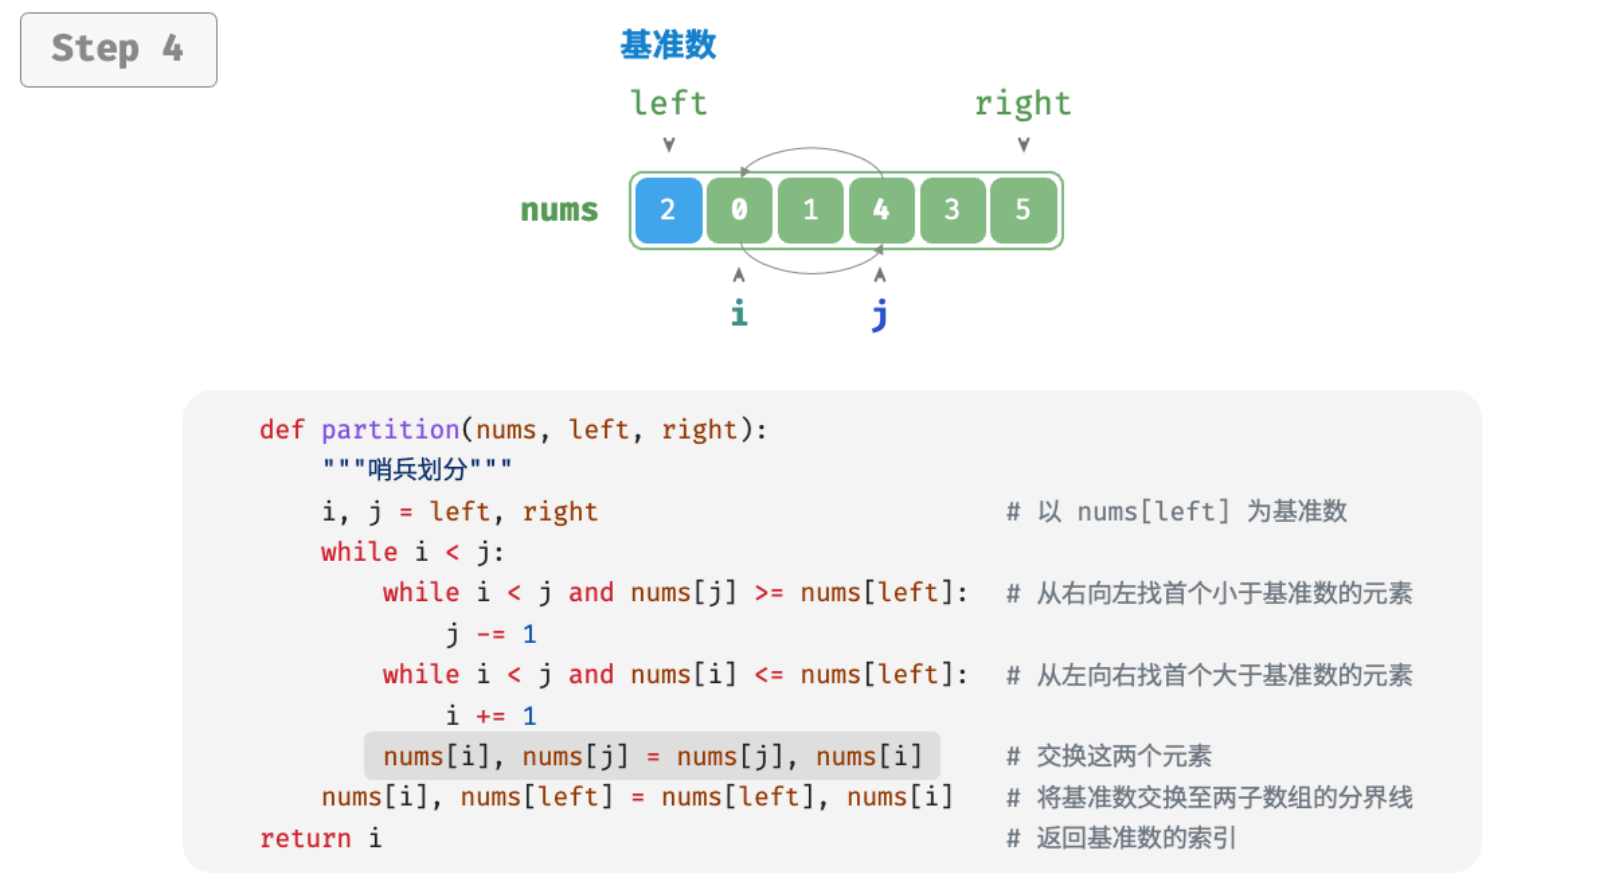 Step 4
基准数
left right
nums 2 0 1 4 3 5
i j
def partition(nums, left, right):
"""哨兵划分"""
i, j = left, right # 以 nums[left] 为基准数
while i < j:
while i < j and nums[j] >= nums[left]: # 从右向左找首个小于基准数的元素
j -= 1
while i < j and nums[i] <= nums[left]: # 从左向右找首个大于基准数的元素
i += 1
nums[i], nums[j] = nums[j], nums[i] # 交换这两个元素
nums[i], nums[left] = nums[left], nums[i] # 将基准数交换至两子数组的分界线
return i # 返回基准数的索引